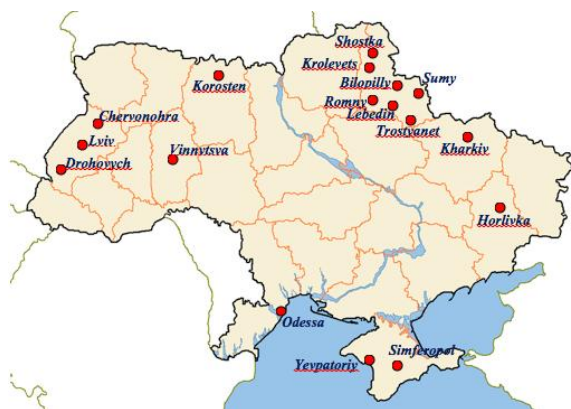 Shostka
Krolevets
Korosten
Bilopilly
Sumy
Romny
Lebedin
Chervonohra
Trostyanet
Lviv
Vinnytsva
Kharkiv
Drohovych
Horlivka
Odessa
Simferopol
Yevpatoriy